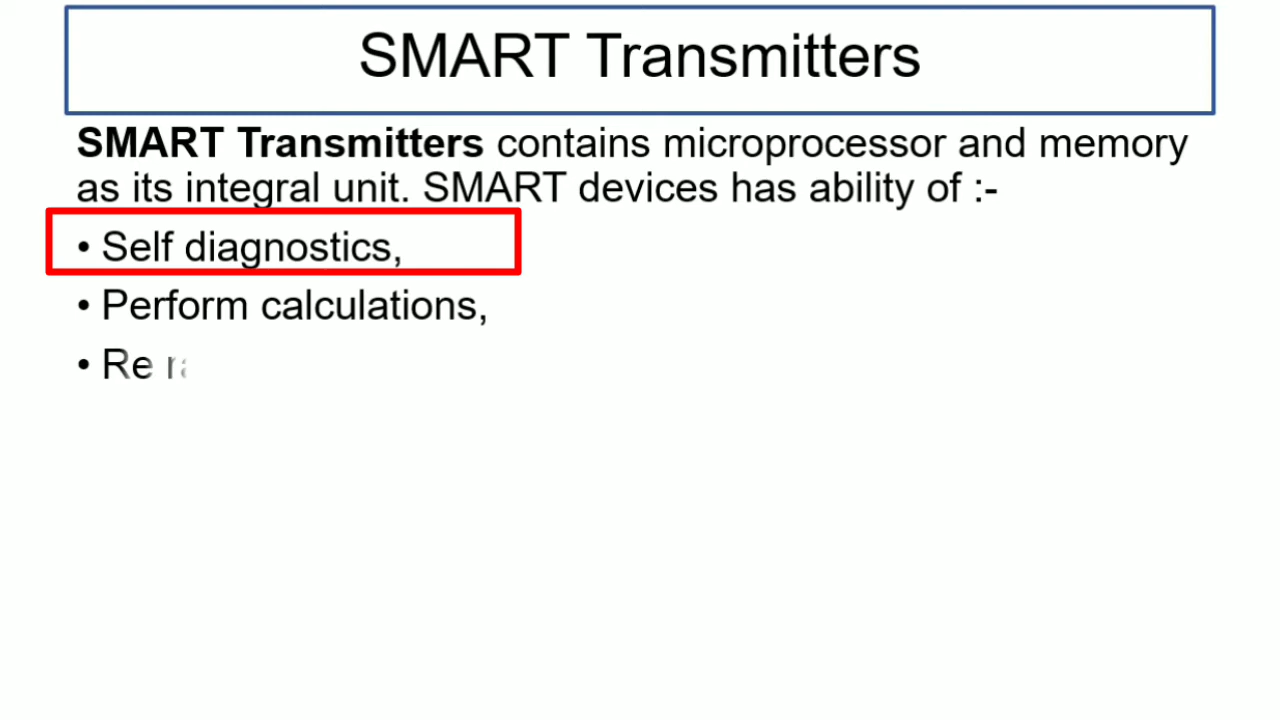 SMART Transmitters
SMART Transmitters contains microprocessor and memory
as its integral unit. SMART devices has ability of :-
• Self diagnostics,
• Perform calculations,
• Re